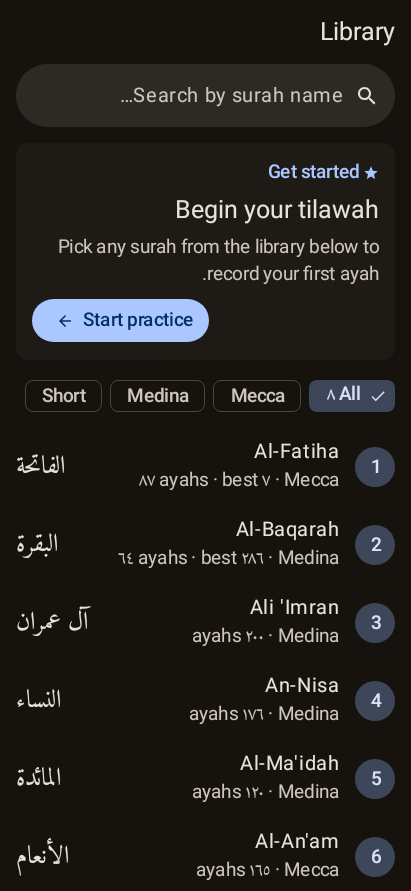 Library
Search by surah name...
Get started
Begin your tilawah
Pick any surah from the library below to
record your first ayah.
Start practice
All ٨
Mecca
Medina
Short
1
Al-Fatiha
Mecca · ٧ ayahs · best ٨٧
الفاتحة
2
Al-Baqarah
Medina · ٢٨٦ ayahs · best ٦٤
البقرة
3
Ali 'Imran
Medina · ٢٠٠ ayahs
آل عمران
4
An-Nisa
Medina · ١٧٦ ayahs
النساء
5
Al-Ma'idah
Medina · ١٢٠ ayahs
المائدة
6
Al-An'am
Mecca · ١٦٥ ayahs
الأنعام